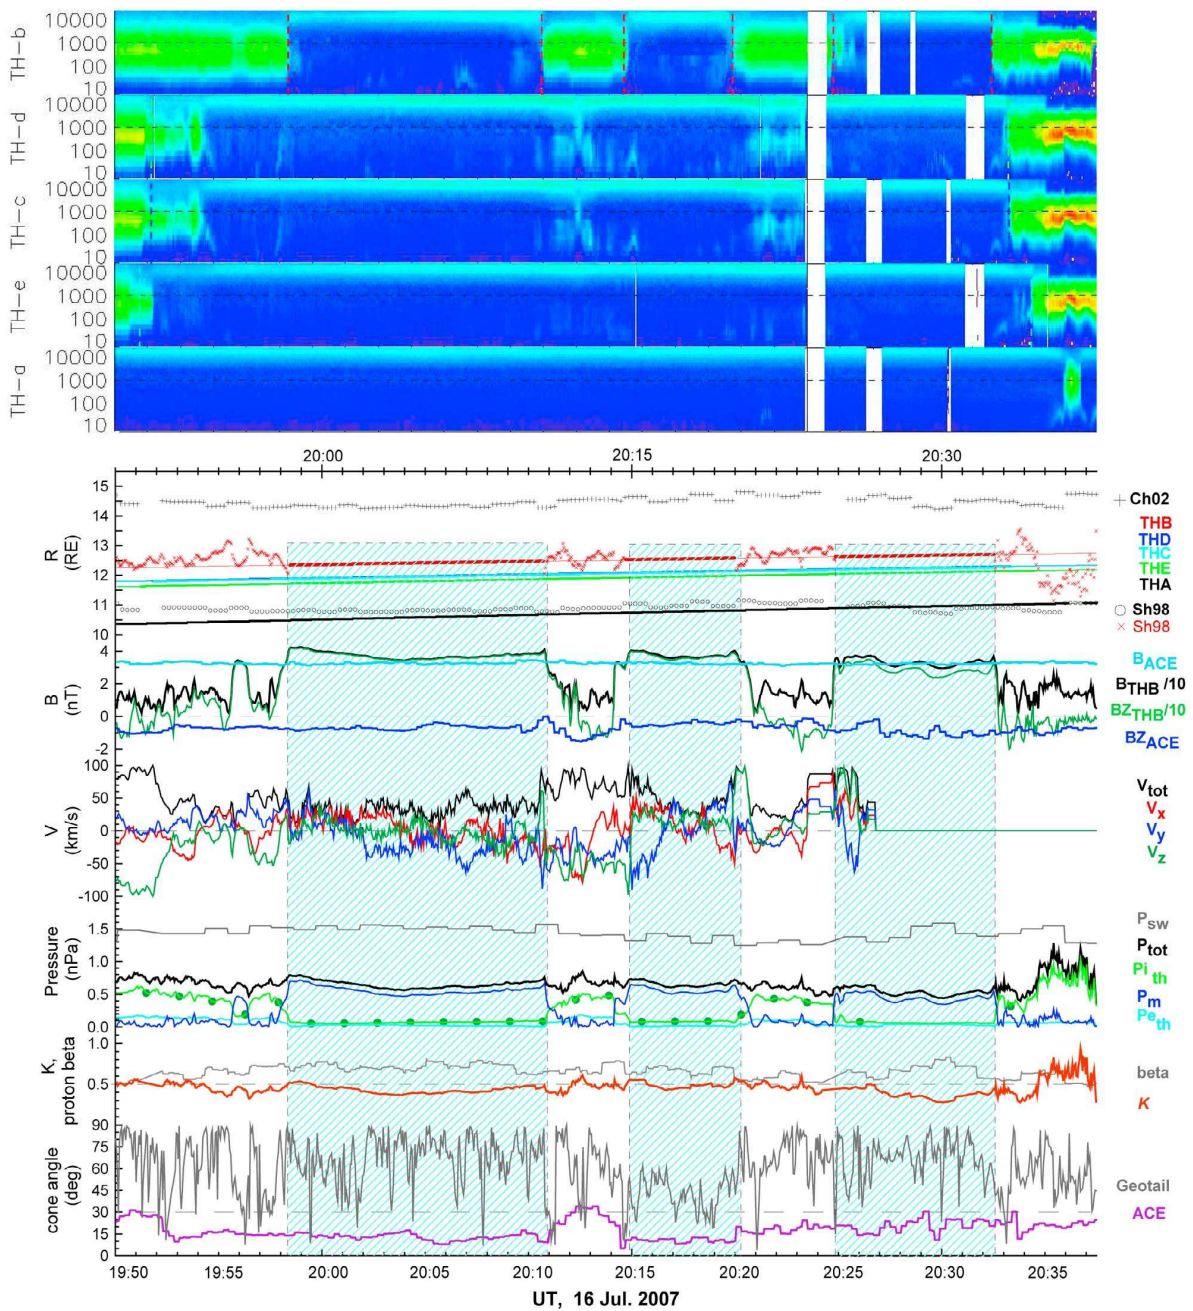 TH-b
10000
1000
100
10
TH-d
10000
1000
100
10
TH-c
10000
1000
100
10
TH-e
10000
1000
100
10
TH-a
10000
1000
100
10
20:00 20:15 20:30
R
(RE)
15
14
13
12
11
10
+ Ch02
THB
THD
THC
THE
THA
○ Sh98
× Sh98
B
(nT)
4
2
0
-2
BACE
BTHB /10
BZTHB/10
BZACE
V
(km/s)
100
50
0
-50
-100
Vtot
Vx
Vy
Vz
Pressure
(nPa)
1.5
1.0
0.5
0.0
Psw
Ptot
Pi th
Pm
Pe th
K,
proton beta
1.0
0.5
beta
K
cone angle
(deg)
90
75
60
45
30
15
0
Geotail
ACE
19:50 19:55 20:00 20:05 20:10 20:15 20:20 20:25 20:30 20:35
UT, 16 Jul. 2007